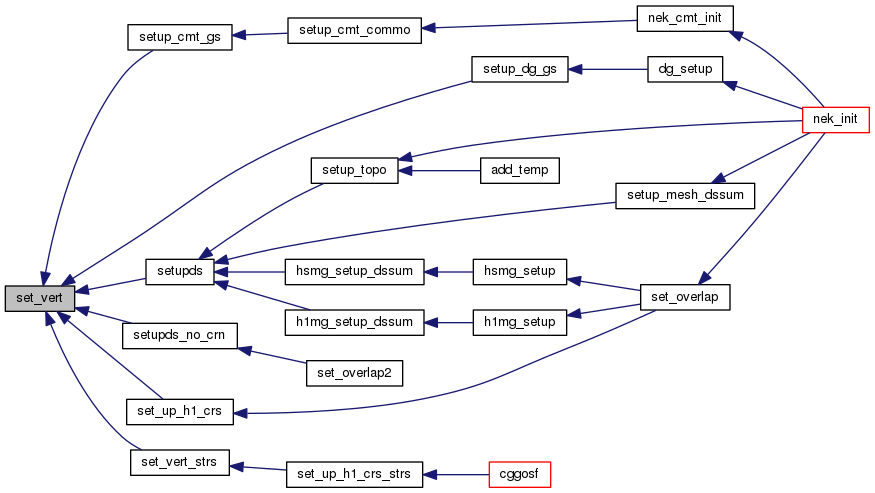 nek_cmt_init
setup_cmt_gs
setup_cmt_commo
setup_dg_gs
dg_setup
nek_init
setup_topo
add_temp
setup_mesh_dssum
setupds
hsmg_setup_dssum
hsmg_setup
set_vert
set_overlap
h1mg_setup_dssum
h1mg_setup
setupds_no_crn
set_overlap2
set_up_h1_crs
set_vert_strs
set_up_h1_crs_strs
cggosf